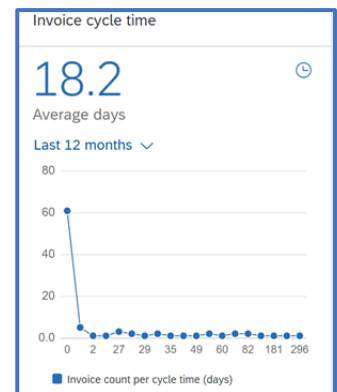 Invoice cycle time
18.2
Average days
Last 12 months
80
60
40
20
0.0
0 2 27 29 35 49 60 82 181 296
Invoice count per cycle time (days)